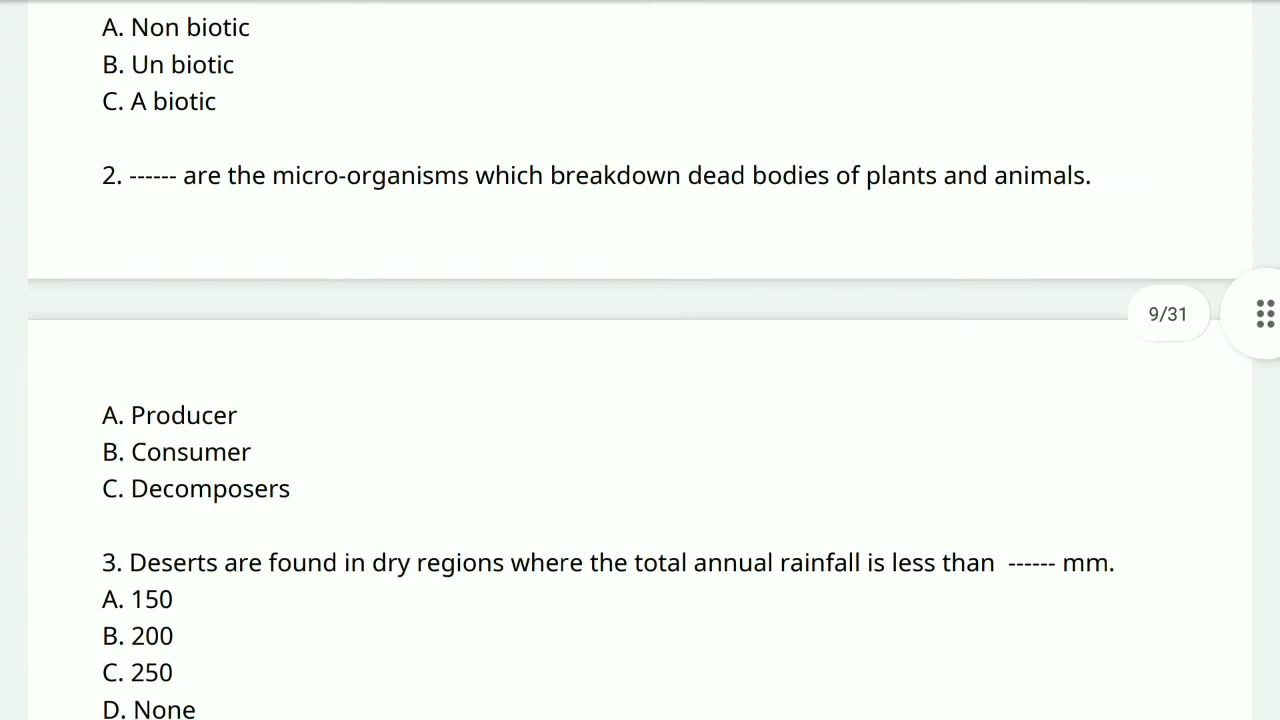 A. Non biotic
B. Un biotic
C. A biotic
2. ------ are the micro-organisms which breakdown dead bodies of plants and animals.
9/31
A. Producer
B. Consumer
C. Decomposers
3. Deserts are found in dry regions where the total annual rainfall is less than  ------ mm.
A. 150
B. 200
C. 250
D. None